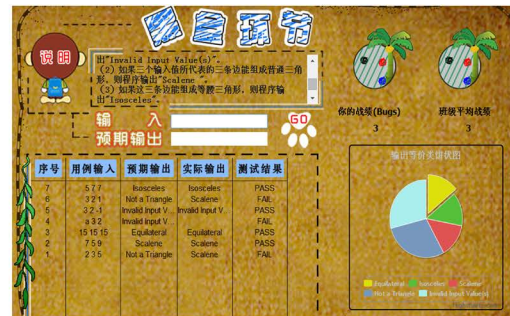 测查环节
说明
出"Invalid Input Value(s)".
(2) 如果三个输入值所代表的三条边能组成普通三角
形，则程序输出"Scalene ".
(3) 如果这三条边能组成等腰三角形，则程序输
出"Isosceles".
输 入
GO
预期输出
你的战绩(Bugs)
班级平均战绩
3
3
序号 用例输入 预期输出 实际输出 测试结果
7 5 7 7 Isosceles Isosceles PASS
6 3 2 1 Not a Triangle Scalene FAIL
5 3 2 -1 Invalid Input V... Invalid Input V... PASS
4 a 3 2 Invalid Input V... FAIL
3 15 15 15 Equilateral Equilateral PASS
2 7 5 9 Scalene Scalene PASS
1 2 3 5 Not a Triangle Scalene FAIL
输出等价类饼状图
Equilateral Isosceles Scalene
Not a Triangle Invalid Input Value(s)